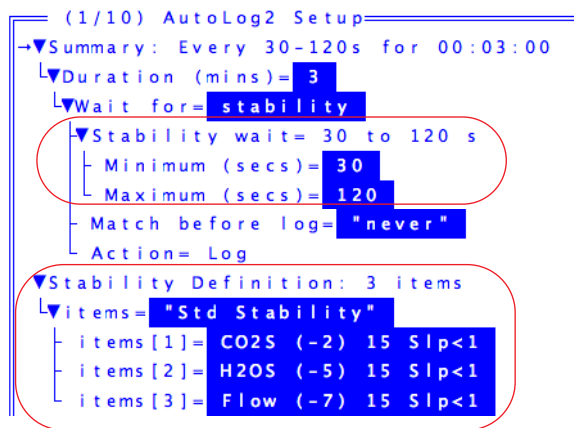 (1/10) AutoLog2 Setup
→▼Summary: Every 30-120s for 00:03:00
▼Duration (mins)= 3
▼Wait for= stability
▼Stability wait= 30 to 120 s
Minimum (secs)= 30
Maximum (secs)= 120
Match before log= "never"
Action= Log
▼Stability Definition: 3 items
▼items= "Std Stability"
items[1]= CO2S (-2) 15 Slp<1
items[2]= H2OS (-5) 15 Slp<1
items[3]= Flow (-7) 15 Slp<1